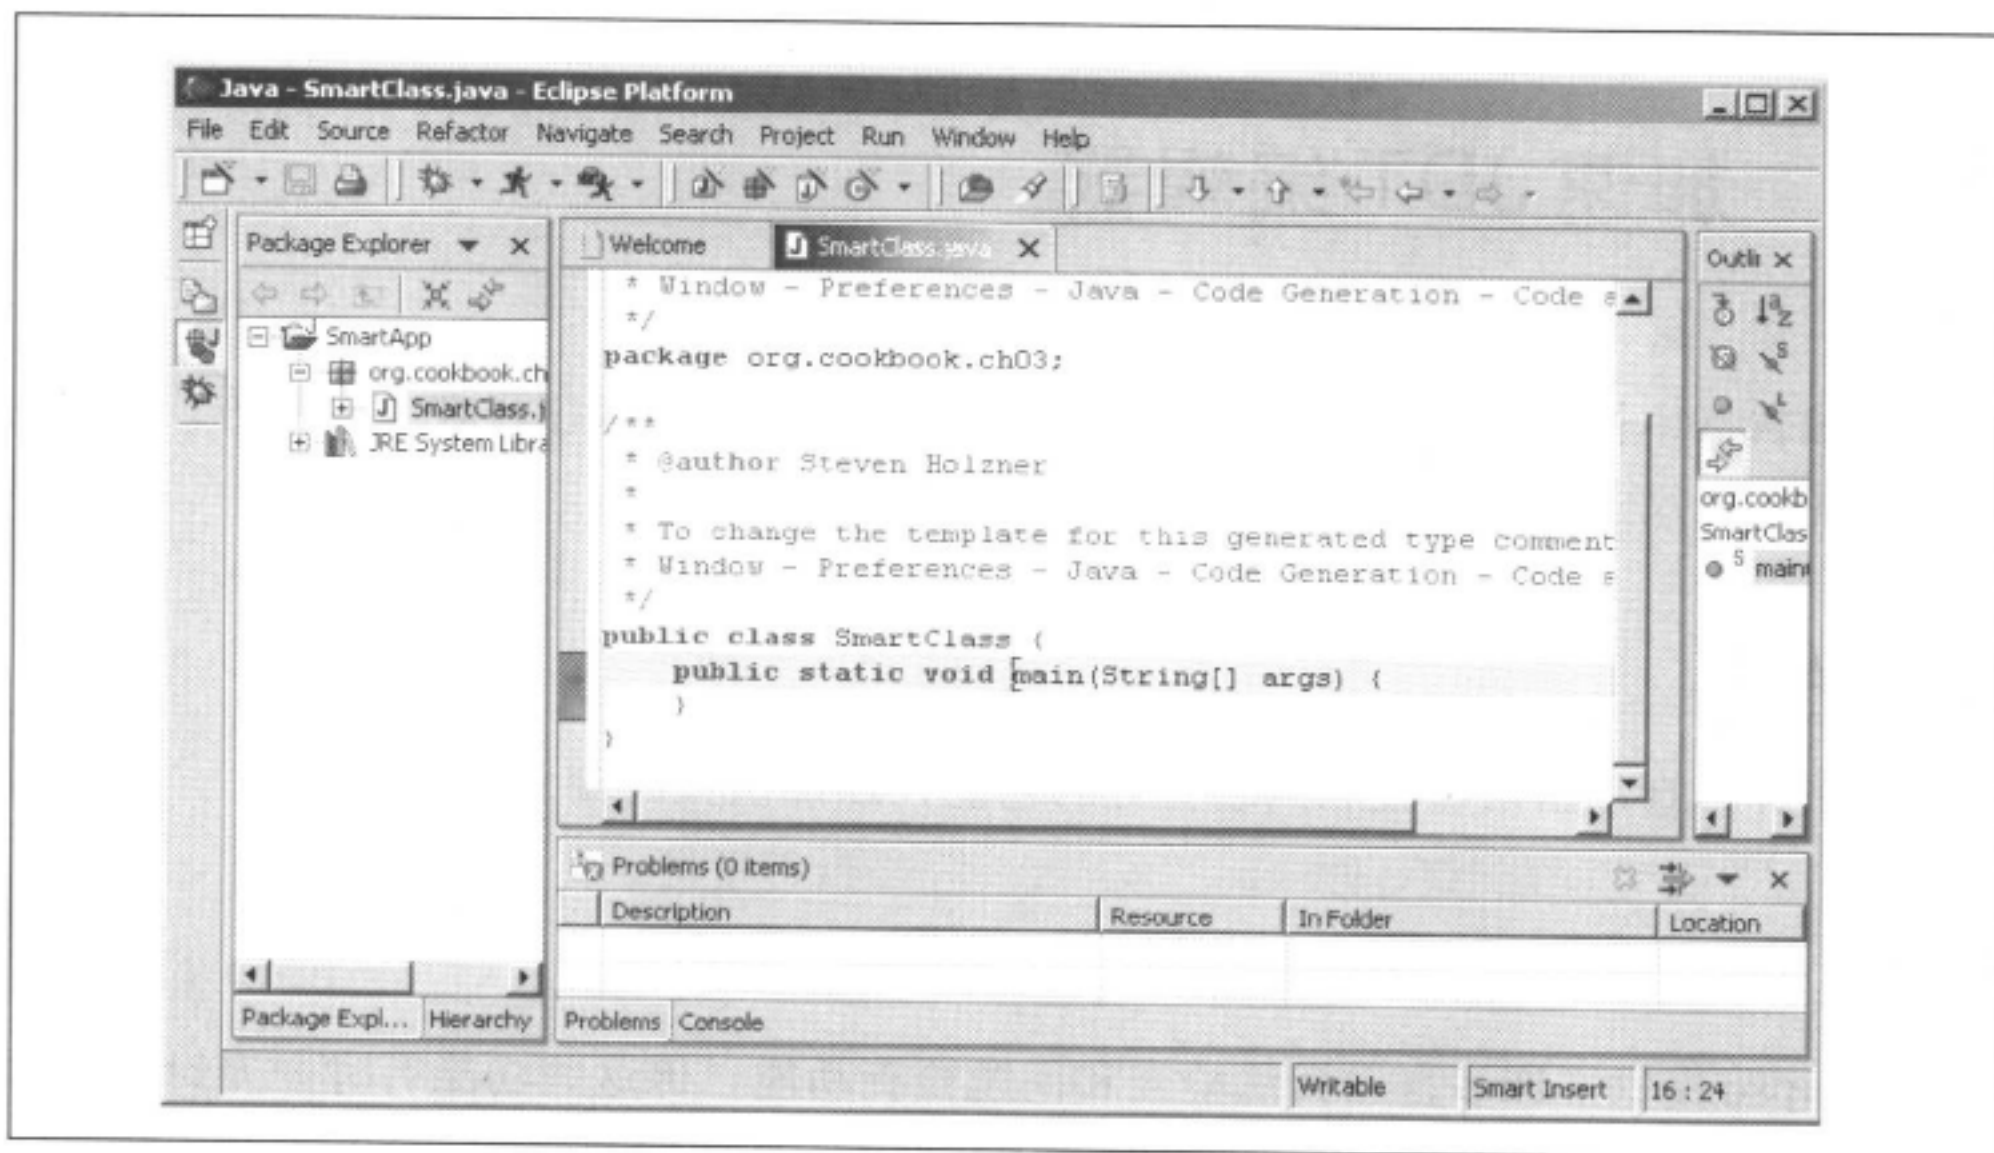 Java - SmartClass.java - Eclipse Platform
File Edit Source Refactor Navigate Search Project Run Window Help
Package Explorer
SmartApp
org.cookbook.ch
SmartClass.j
JRE System Libra
Package Expl... Hierarchy
Welcome SmartClass.java
* Window - Preferences - Java - Code Generation - Code a
*/
package org.cookbook.ch03;
/**
* @author Steven Holzner
*
* To change the template for this generated type comment
* Window - Preferences - Java - Code Generation - Code a
*/
public class SmartClass {
public static void main(String[] args) {
}
}
Outli
org.cookb
SmartClas
S main(
Problems (0 items)
Description Resource In Folder Location
Problems Console
Writable Smart Insert 16 : 24